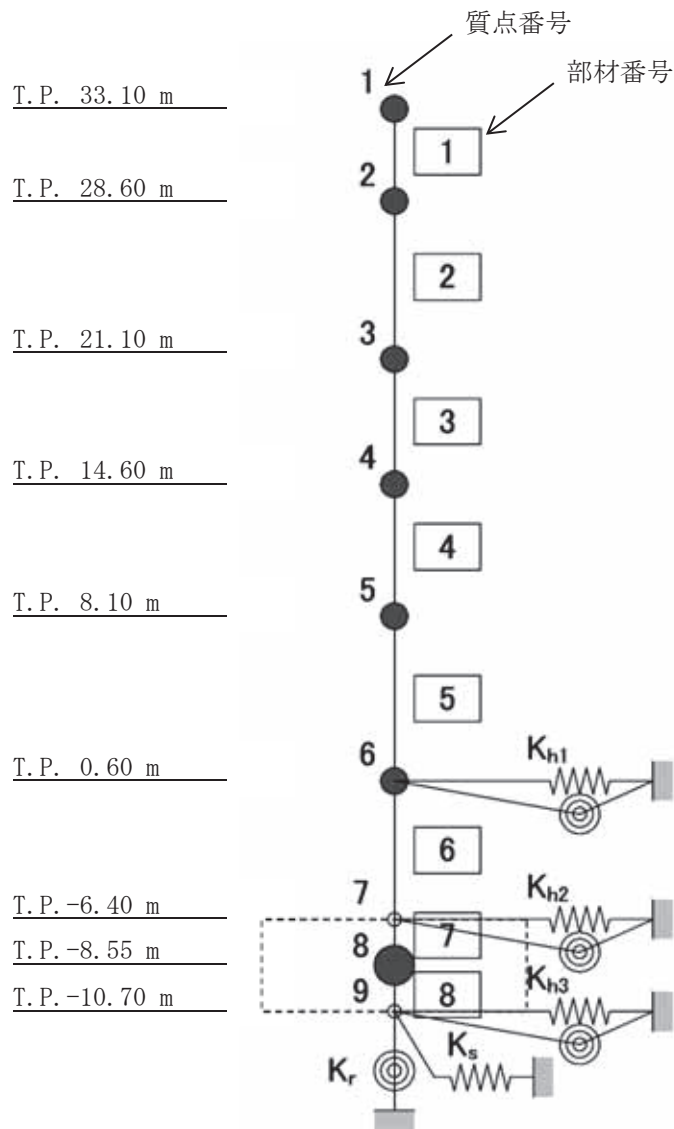 質点番号
部材番号
T.P. 33.10 m
1
1
T.P. 28.60 m
2
2
T.P. 21.10 m
3
3
T.P. 14.60 m
4
4
T.P. 8.10 m
5
5
T.P. 0.60 m
6
Kh1
6
T.P.-6.40 m
7
Kh2
7
T.P.-8.55 m
8
T.P.-10.70 m
9
8
Kh3
Kr
Ks